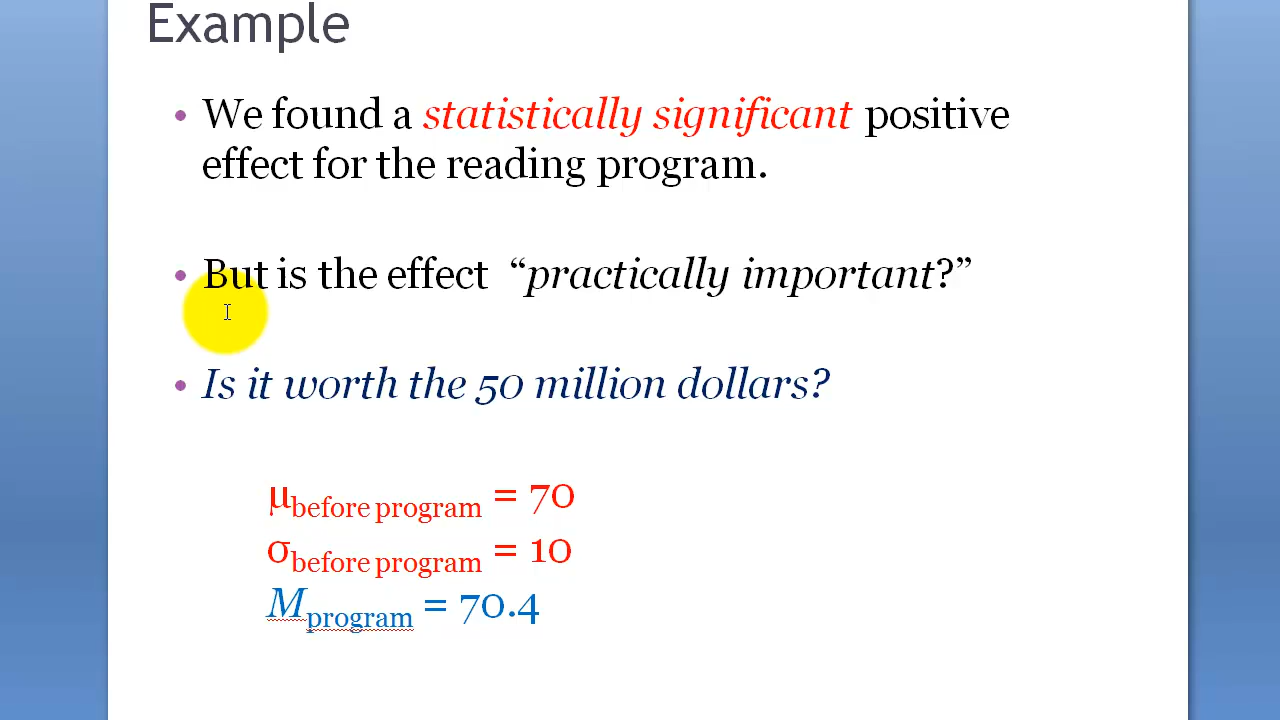 Example
• We found a statistically significant positive
effect for the reading program.
• But is the effect “practically important?”
• Is it worth the 50 million dollars?
μbefore program = 70
σbefore program = 10
Mprogram = 70.4